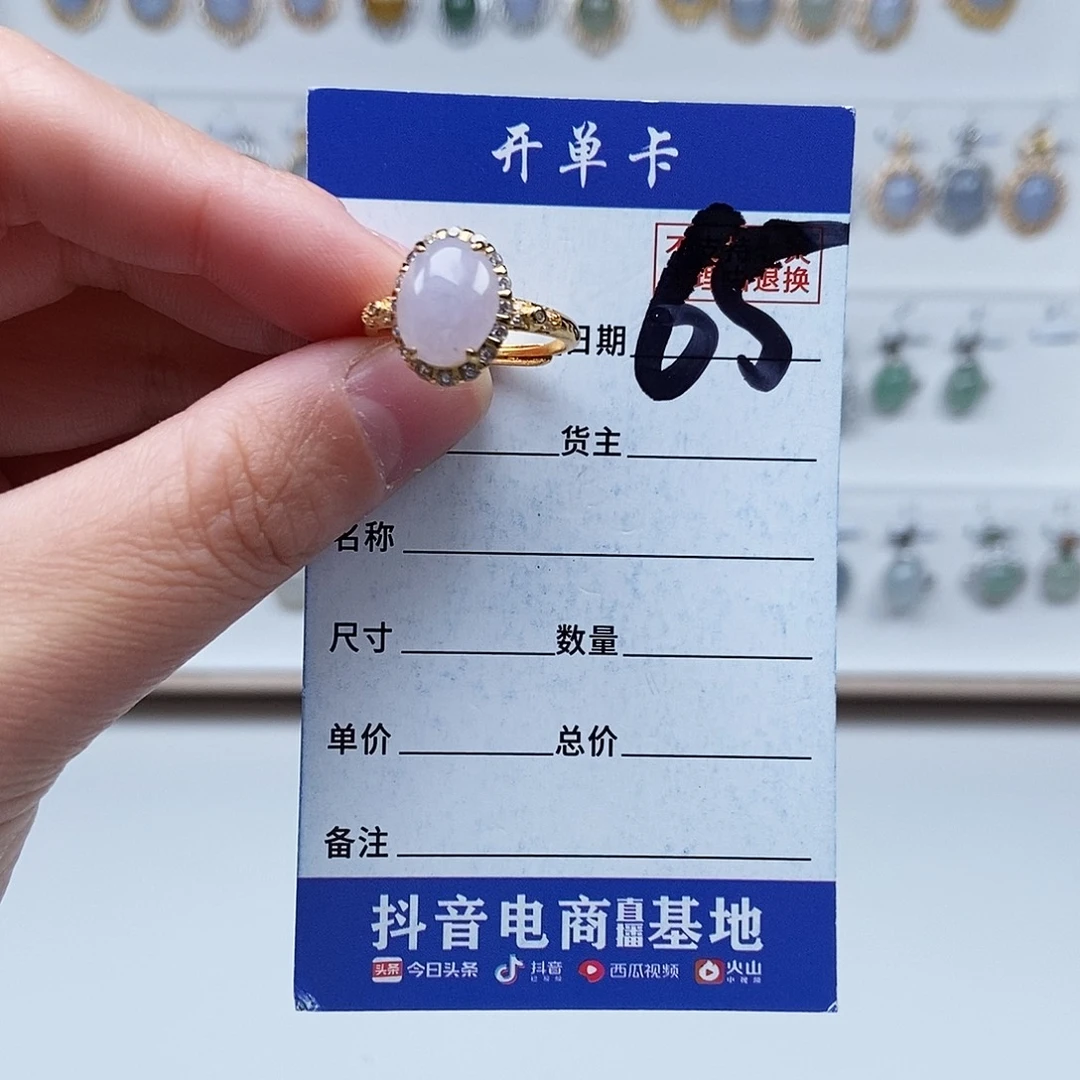 开单卡
65
理由退换
日期
货主
名称
尺寸 数量
单价 总价
备注
抖音电商直播基地
今日头条 抖音 西瓜视频 火山